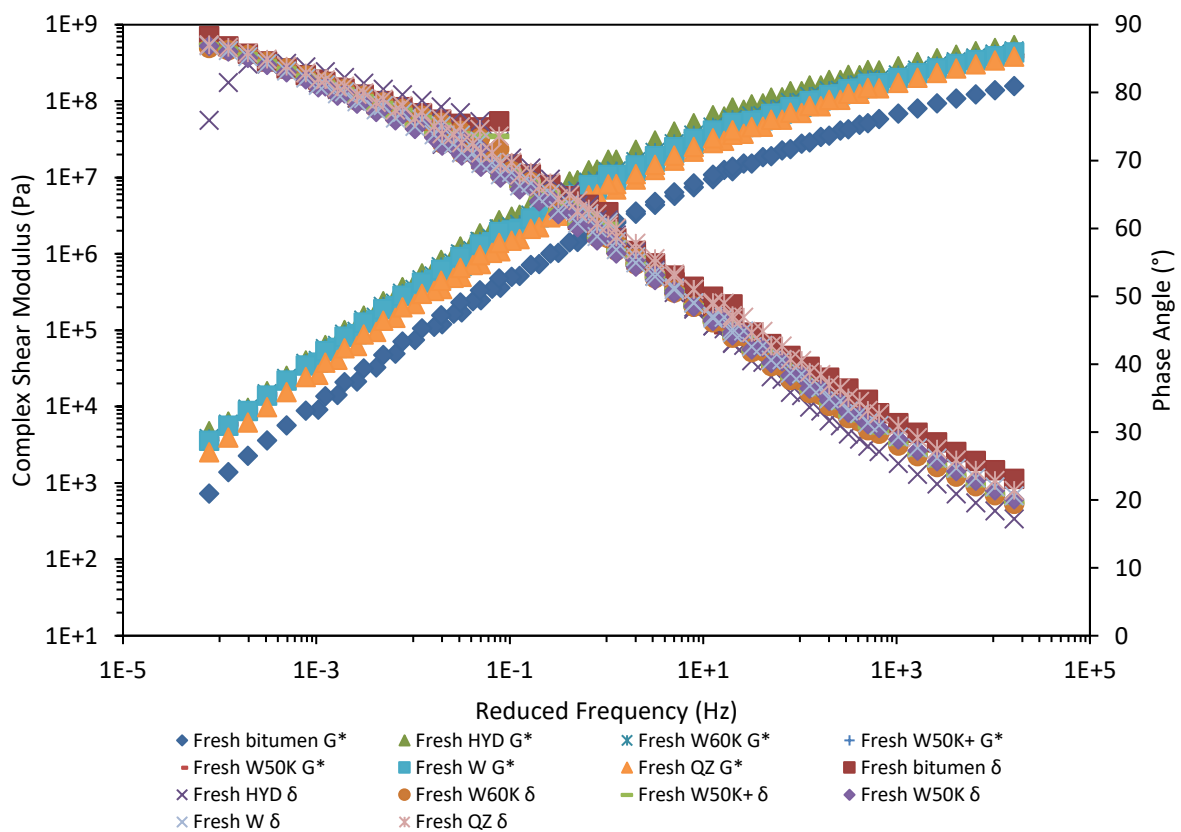 1E+9
1E+8
1E+7
1E+6
1E+5
1E+4
1E+3
1E+2
1E+1
Complex Shear Modulus (Pa)
90
80
70
60
50
40
30
20
10
0
Phase Angle (°)
1E-5 1E-3 1E-1 1E+1 1E+3 1E+5
Reduced Frequency (Hz)
Fresh bitumen G* Fresh HYD G* Fresh W60K G* Fresh W50K+ G*
Fresh W50K G* Fresh W G* Fresh QZ G* Fresh bitumen δ
Fresh HYD δ Fresh W60K δ Fresh W50K+ δ Fresh W50K δ
Fresh W δ Fresh QZ δ